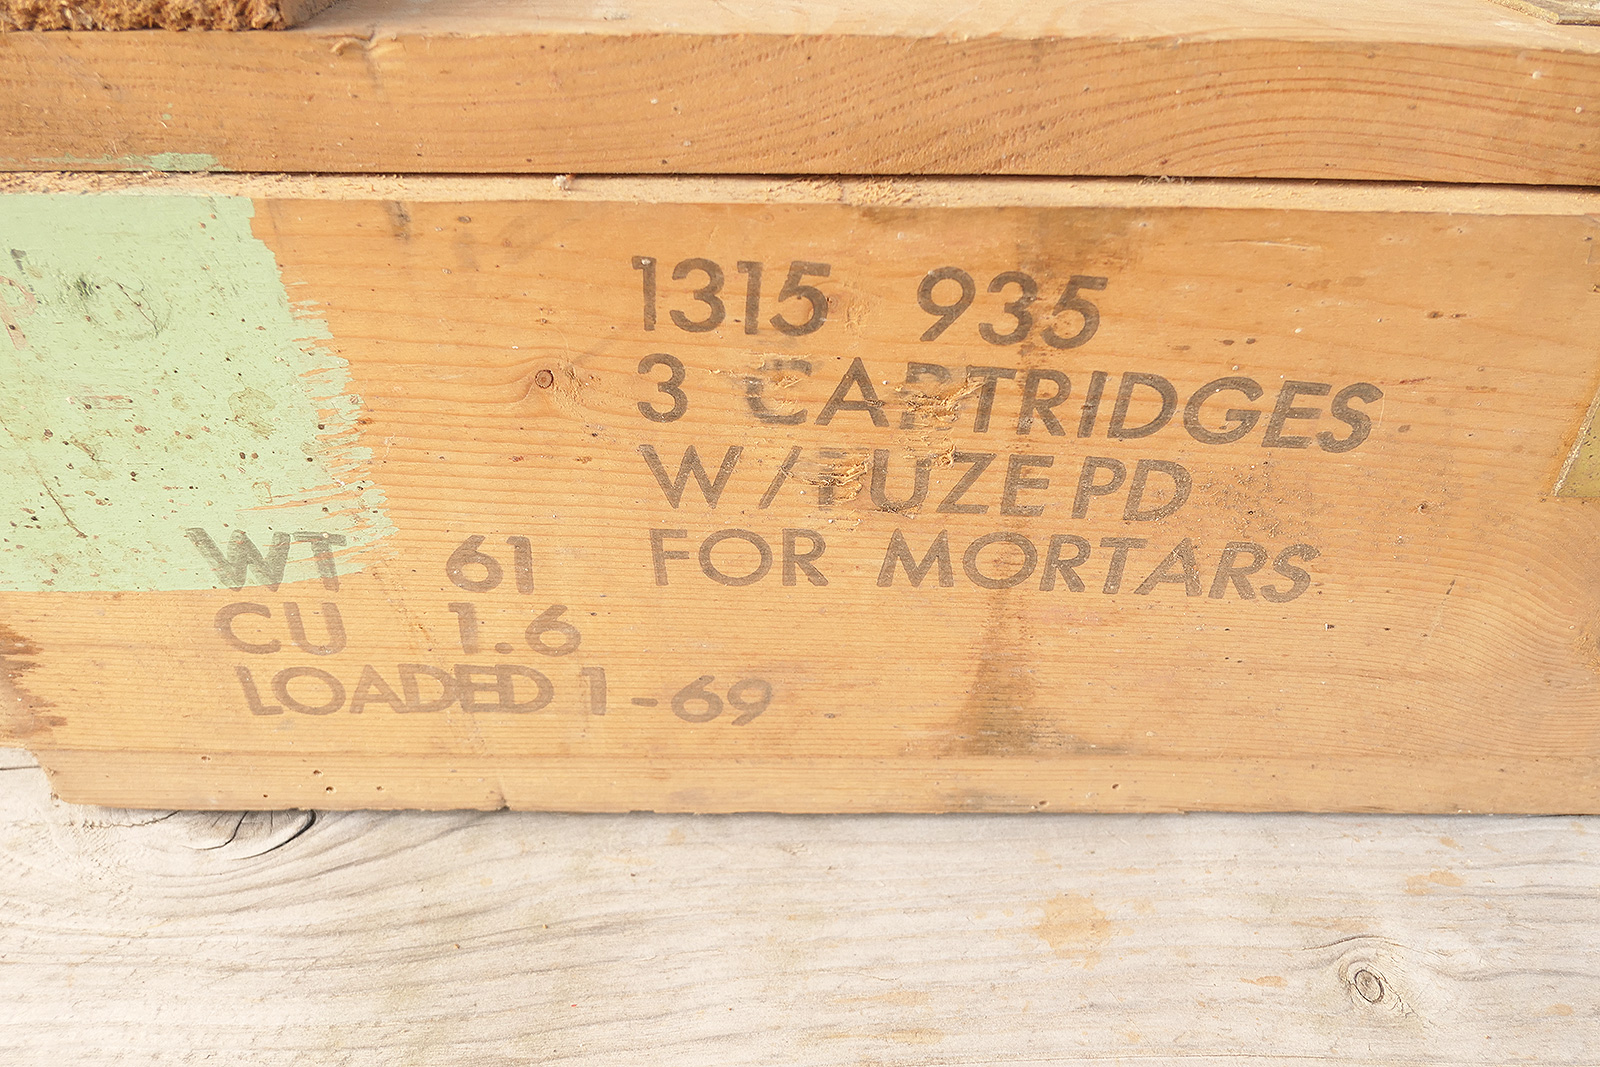 1315 935
3 CARTRIDGES
W/FUZE PD
FOR MORTARS
WT 61
CU 1.6
LOADED 1-69